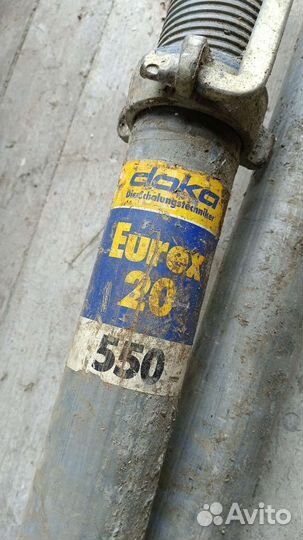 doka
Die Schalungstechniker
Eurex
20
550
Avito